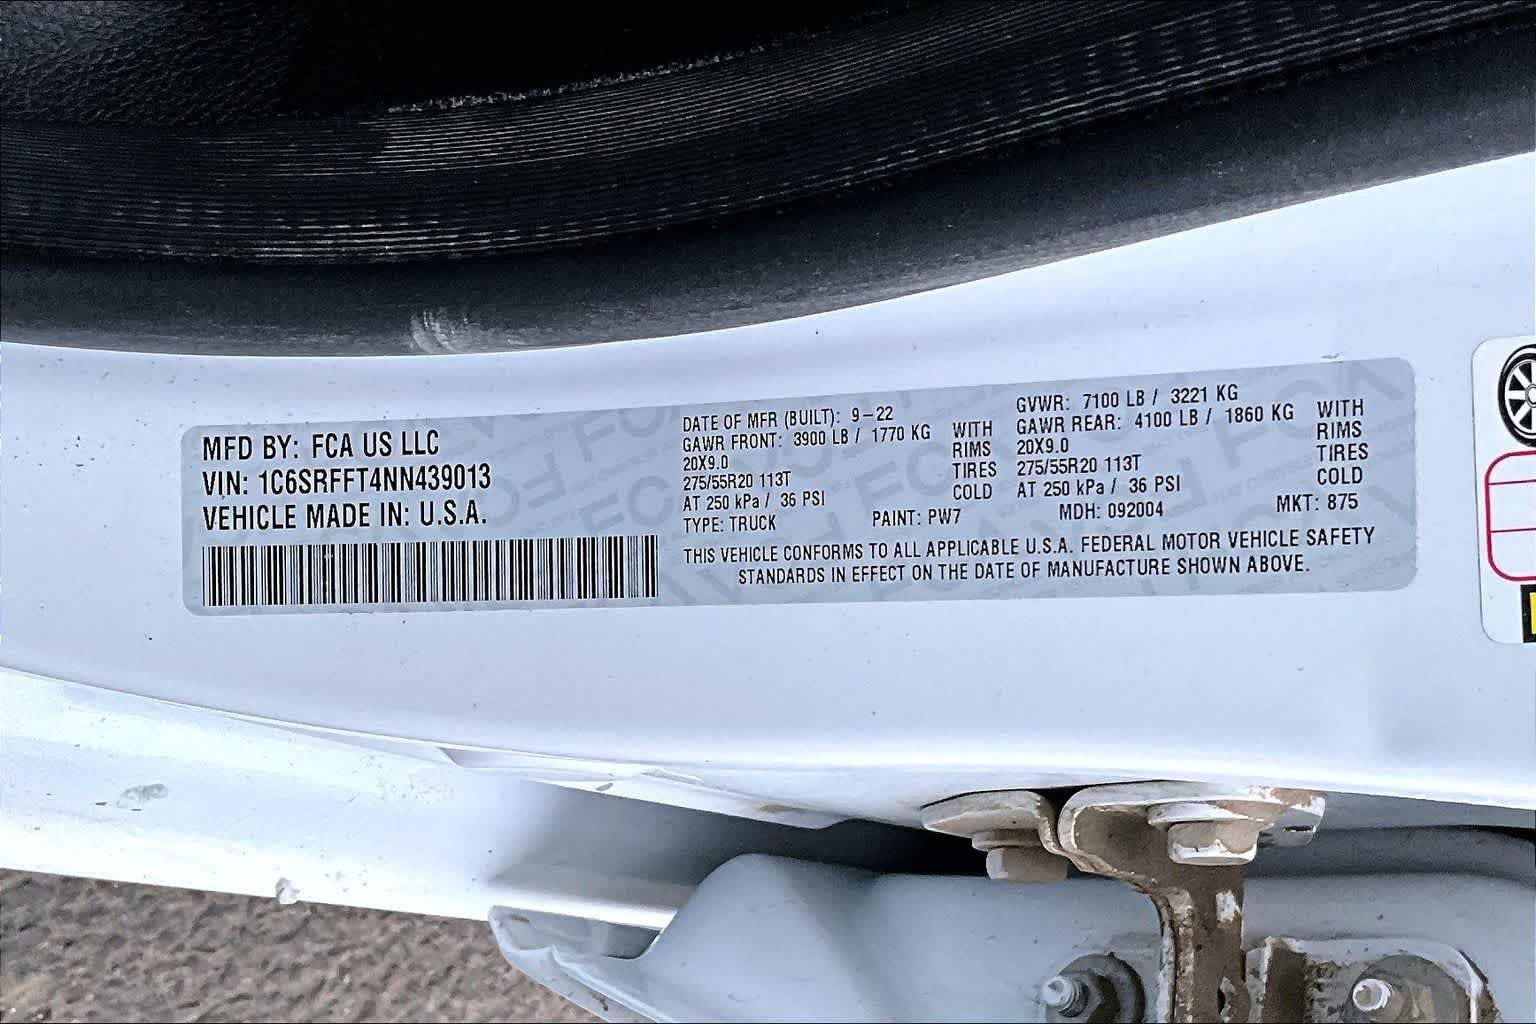 MFD BY: FCA US LLC
VIN: 1C6SRFFT4NN439013
VEHICLE MADE IN: U.S.A.
DATE OF MFR (BUILT): 9-22
GAWR FRONT: 3900 LB / 1770 KG WITH
20X9.0 RIMS
275/55R20 113T TIRES
AT 250 kPa / 36 PSI COLD
TYPE: TRUCK PAINT: PW7
GVWR: 7100 LB / 3221 KG
GAWR REAR: 4100 LB / 1860 KG WITH
20X9.0 RIMS
275/55R20 113T TIRES
AT 250 kPa / 36 PSI COLD
MDH: 092004 MKT: 875
THIS VEHICLE CONFORMS TO ALL APPLICABLE U.S.A. FEDERAL MOTOR VEHICLE SAFETY
STANDARDS IN EFFECT ON THE DATE OF MANUFACTURE SHOWN ABOVE.